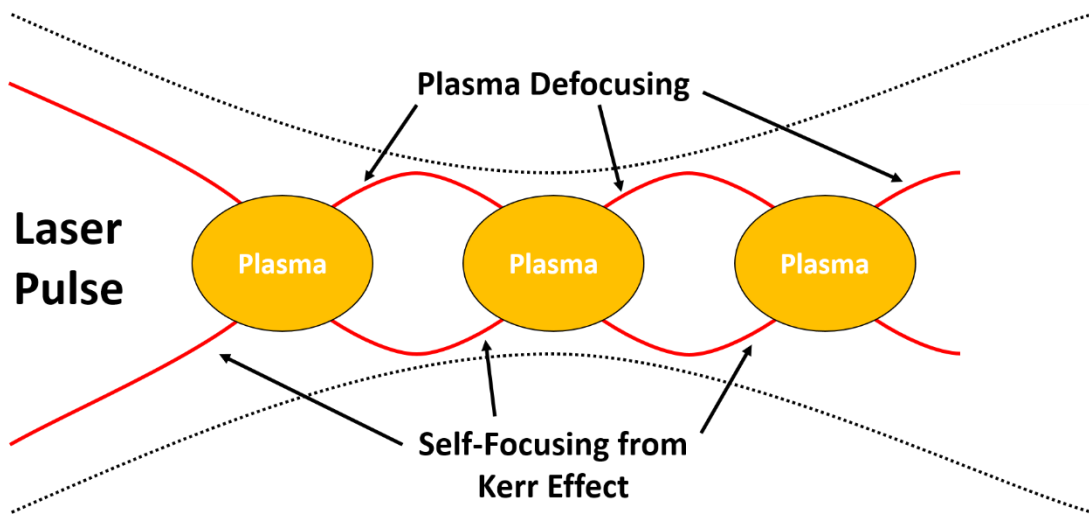 Plasma Defocusing
Laser
Pulse
Plasma
Plasma
Plasma
Self-Focusing from
Kerr Effect